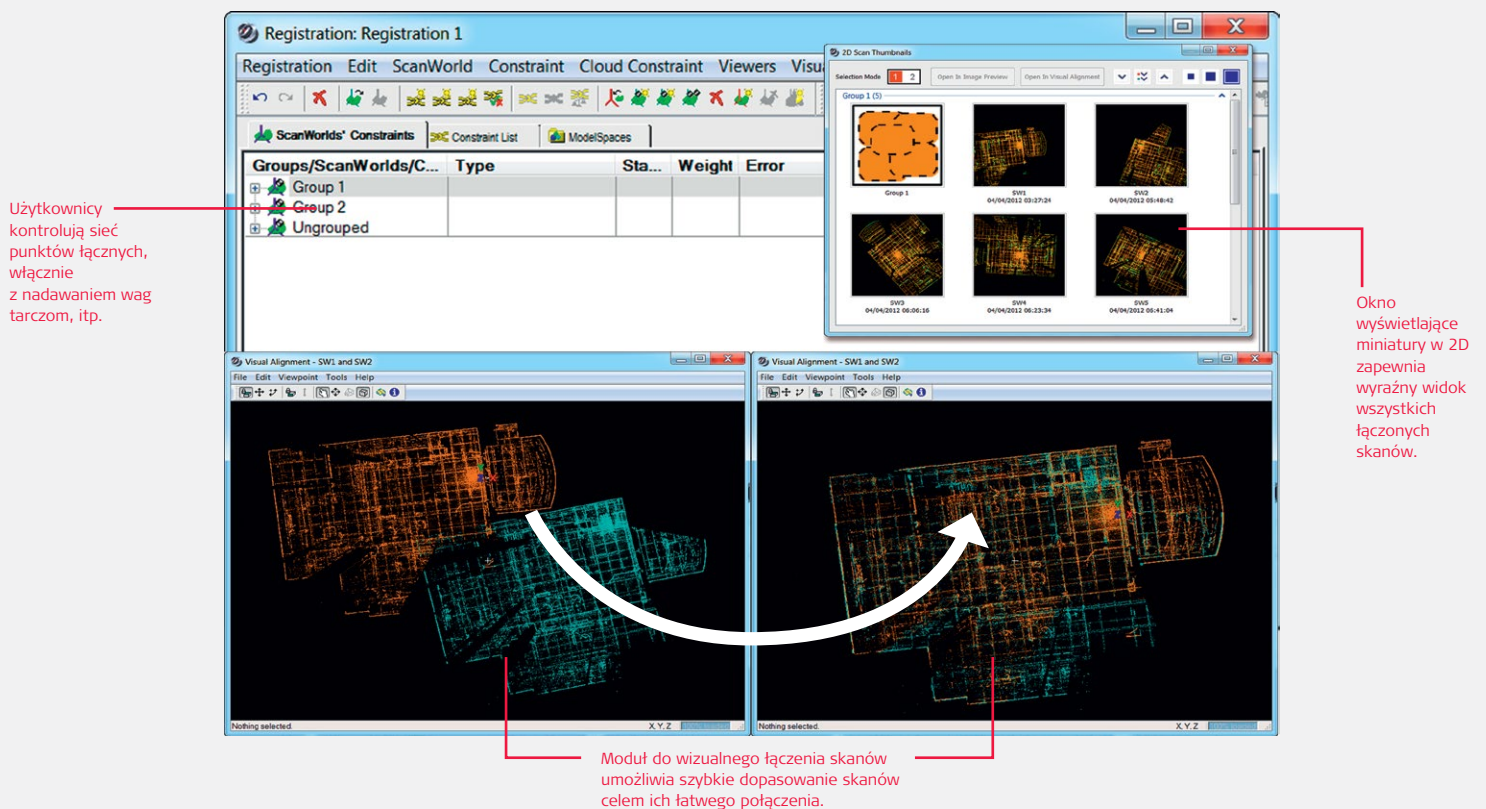 Registration: Registration 1
Registration Edit ScanWorld Constraint Cloud Constraint Viewers
ScanWorlds' Constraints Constraint List ModelSpaces
Groups/ScanWorlds/C... Type Sta... Weight Error
Group 1
Group 2
Ungrouped
2D Scan Thumbnails
Selection Mode 1 2 Open In Image Preview Open In Visual Alignment
Group 1 (5)
Group 1
SW1
04/04/2012 03:27:24
SW2
04/04/2012 05:48:42
SW3
04/04/2012 06:06:16
SW4
04/04/2012 06:23:34
SW5
04/04/2012 06:41:04
Użytkownicy
kontrolują sieć
punktów łącznych,
włącznie
z nadawaniem wag
tarczom, itp.
Okno
wyświetlające
miniatury w 2D
zapewnia
wyraźny widok
wszystkich
łączonych
skanów.
Visual Alignment - SW1 and SW2
File Edit Viewpoint Tools Help
Nothing selected. X, Y, Z
Visual Alignment - SW1 and SW2
File Edit Viewpoint Tools Help
Nothing selected. X, Y, Z
Moduł do wizualnego łączenia skanów
umożliwia szybkie dopasowanie skanów
celem ich łatwego połączenia.